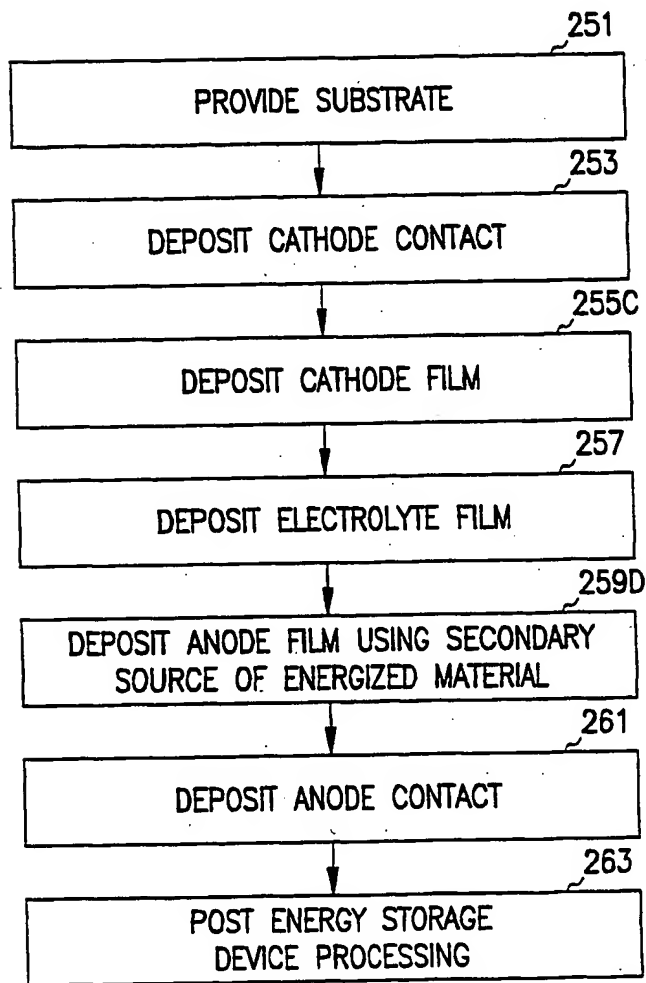 251
PROVIDE SUBSTRATE
253
DEPOSIT CATHODE CONTACT
255C
DEPOSIT CATHODE FILM
257
DEPOSIT ELECTROLYTE FILM
259D
DEPOSIT ANODE FILM USING SECONDARY
SOURCE OF ENERGIZED MATERIAL
261
DEPOSIT ANODE CONTACT
263
POST ENERGY STORAGE
DEVICE PROCESSING